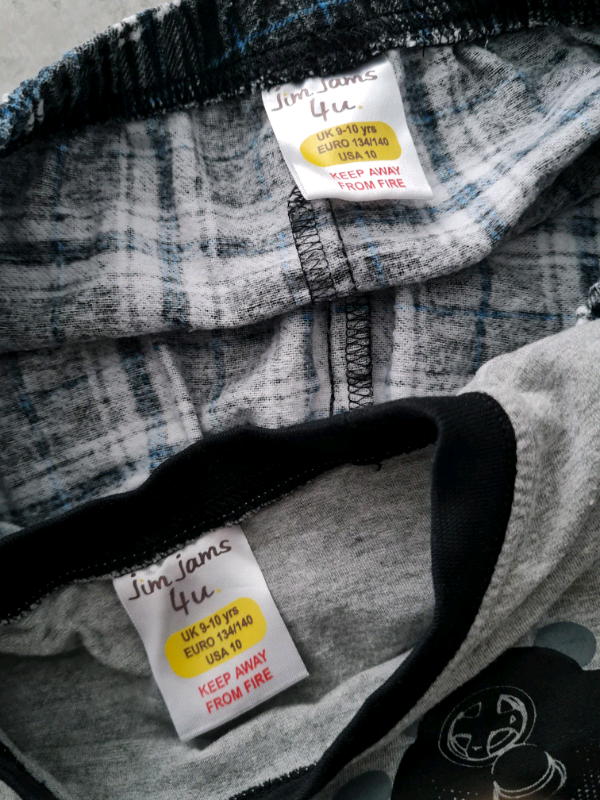 Jim Jams
4u.
UK 9-10 yrs
EURO 134/140
USA 10
KEEP AWAY
FROM FIRE
jim jams
4u.
UK 9-10 yrs
EURO 134/140
USA 10
KEEP AWAY
FROM FIRE